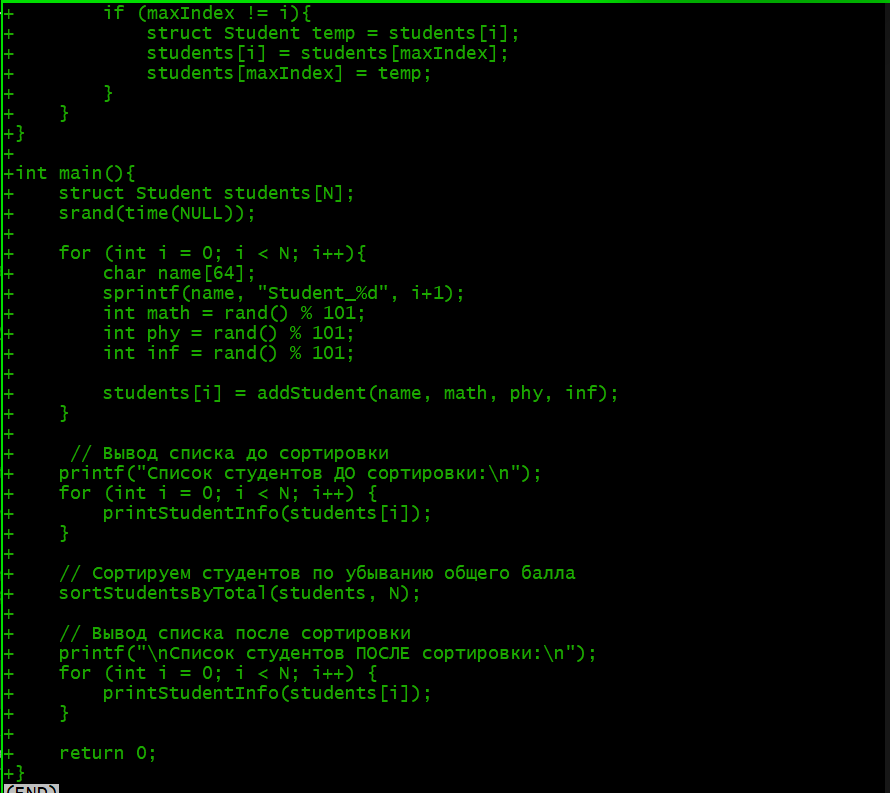 +        if (maxIndex != i){
+            struct Student temp = students[i];
+            students[i] = students[maxIndex];
+            students[maxIndex] = temp;
+        }
+    }
+}
+
+int main(){
+    struct Student students[N];
+    srand(time(NULL));
+
+    for (int i = 0; i < N; i++){
+        char name[64];
+        sprintf(name, "Student_%d", i+1);
+        int math = rand() % 101;
+        int phy = rand() % 101;
+        int inf = rand() % 101;
+
+        students[i] = addStudent(name, math, phy, inf);
+    }
+
+     // Вывод списка до сортировки
+    printf("Список студентов ДО сортировки:\n");
+    for (int i = 0; i < N; i++) {
+        printStudentInfo(students[i]);
+    }
+
+    // Сортируем студентов по убыванию общего балла
+    sortStudentsByTotal(students, N);
+
+    // Вывод списка после сортировки
+    printf("\nСписок студентов ПОСЛЕ сортировки:\n");
+    for (int i = 0; i < N; i++) {
+        printStudentInfo(students[i]);
+    }
+
+    return 0;
+}
(END)